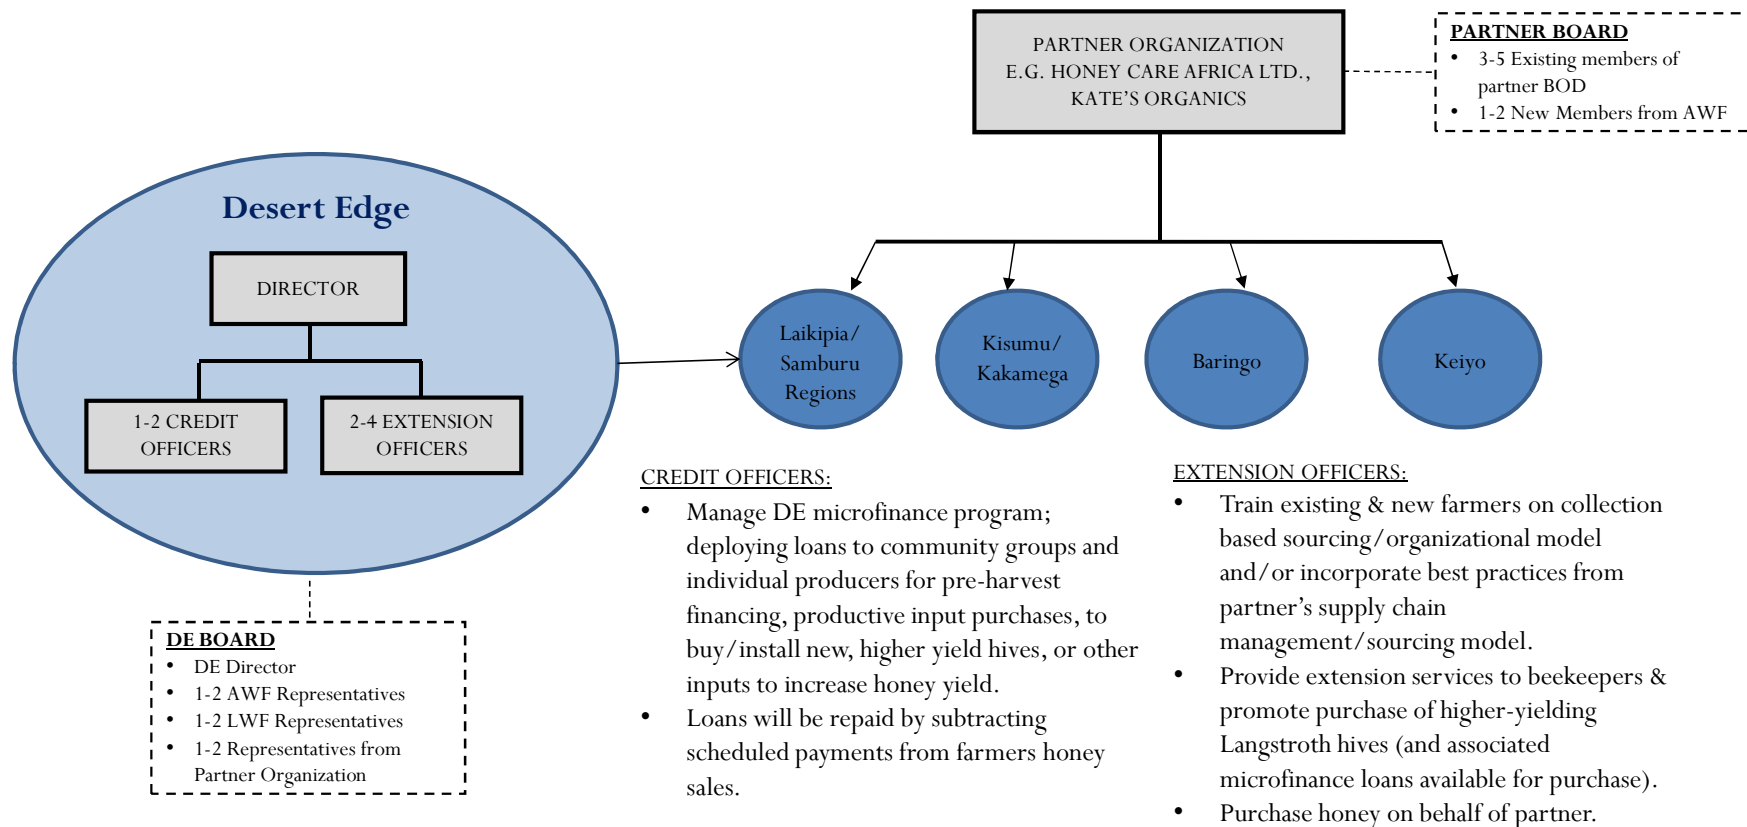 PARTNER ORGANIZATION
E.G. HONEY CARE AFRICA LTD.,
KATE’S ORGANICS
PARTNER BOARD
• 3-5 Existing members of
partner BOD
• 1-2 New Members from AWF
Desert Edge
DIRECTOR
1-2 CREDIT
OFFICERS
2-4 EXTENSION
OFFICERS
Laikipia/
Samburu
Regions
Kisumu/
Kakamega
Baringo
Keiyo
DE BOARD
• DE Director
• 1-2 AWF Representatives
• 1-2 LWF Representatives
• 1-2 Representatives from
Partner Organization
CREDIT OFFICERS:
• Manage DE microfinance program;
deploying loans to community groups and
individual producers for pre-harvest
financing, productive input purchases, to
buy/install new, higher yield hives, or other
inputs to increase honey yield.
• Loans will be repaid by subtracting
scheduled payments from farmers honey
sales.
EXTENSION OFFICERS:
• Train existing & new farmers on collection
based sourcing/organizational model
and/or incorporate best practices from
partner’s supply chain
management/sourcing model.
• Provide extension services to beekeepers &
promote purchase of higher-yielding
Langstroth hives (and associated
microfinance loans available for purchase).
• Purchase honey on behalf of partner.